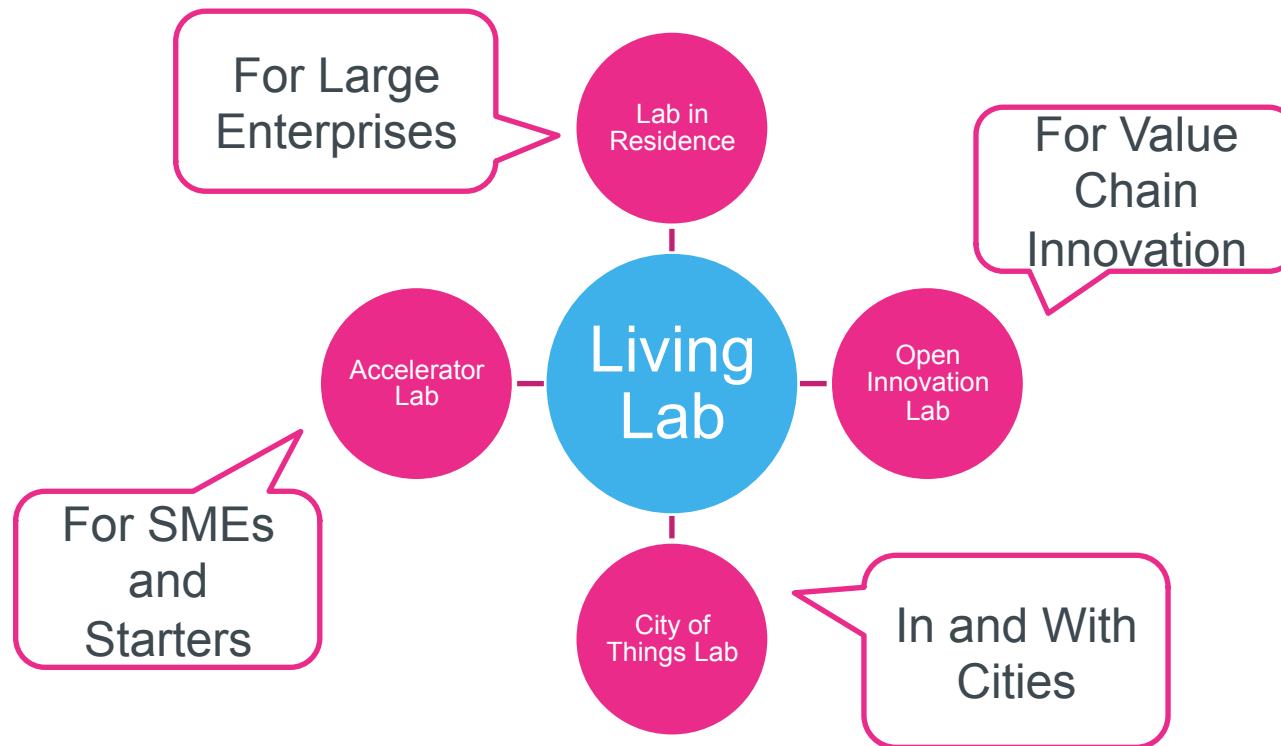 For Large
Enterprises
Lab in
Residence
For Value
Chain
Innovation
Accelerator
Lab
Living
Lab
Open
Innovation
Lab
For SMEs
and
Starters
City of
Things Lab
In and With
Cities